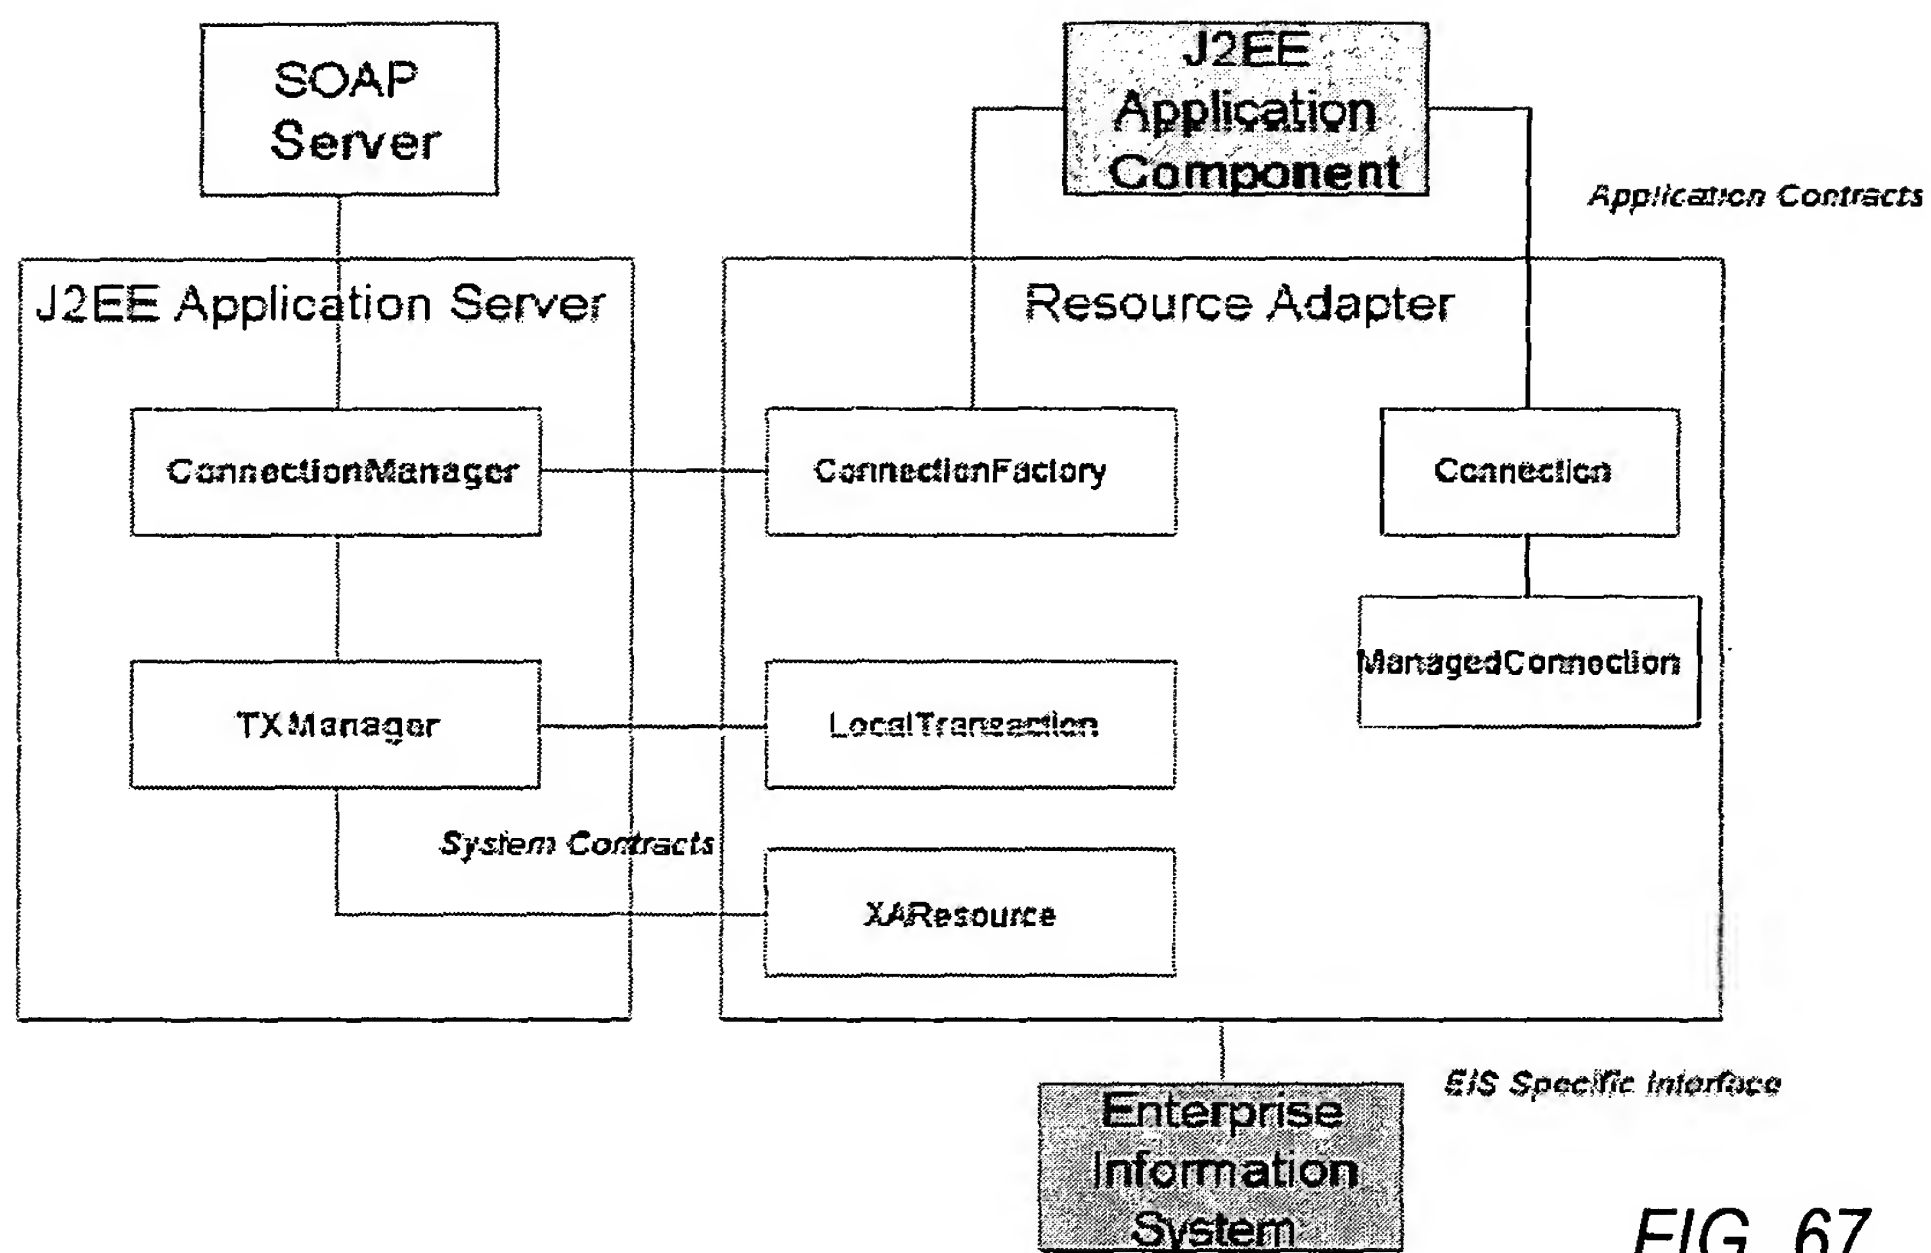 SOAP
Server
J2EE
Application
Component
Application Contracts
J2EE Application Server
Resource Adapter
ConnectionManager
ConnectionFactory
Connection
ManagedConnection
TXManager
LocalTransaction
System Contracts
XAResource
EIS Specific Interface
Enterprise
Information
System
FIG. 67